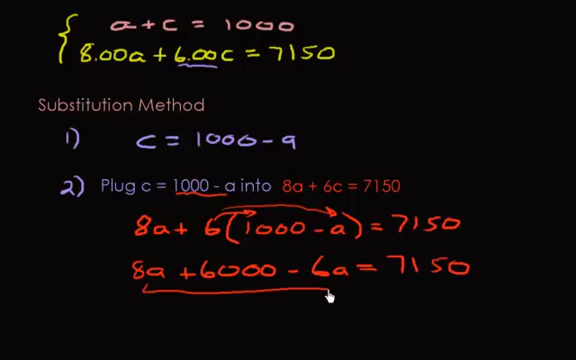 a + c = 1000
8.00a + 6.00c = 7150
Substitution Method
1) c = 1000 - a
2) Plug c = 1000 - a into 8a + 6c = 7150
8a + 6(1000 - a) = 7150
8a + 6000 - 6a = 7150